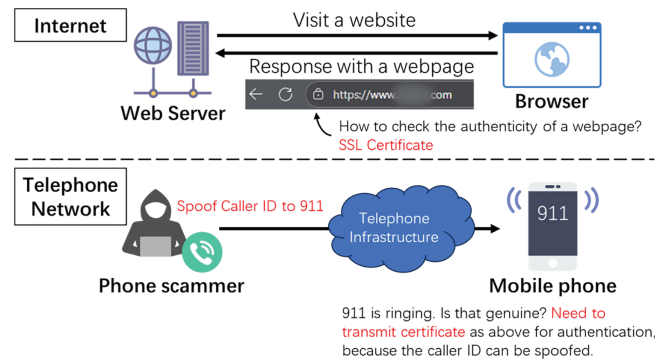 Internet
Visit a website
Response with a webpage
https://www. .com
Web Server
Browser
How to check the authenticity of a webpage?
SSL Certificate
Telephone
Network
Spoof Caller ID to 911
Telephone
Infrastructure
911
Phone scammer
Mobile phone
911 is ringing. Is that genuine? Need to
transmit certificate as above for authentication,
because the caller ID can be spoofed.